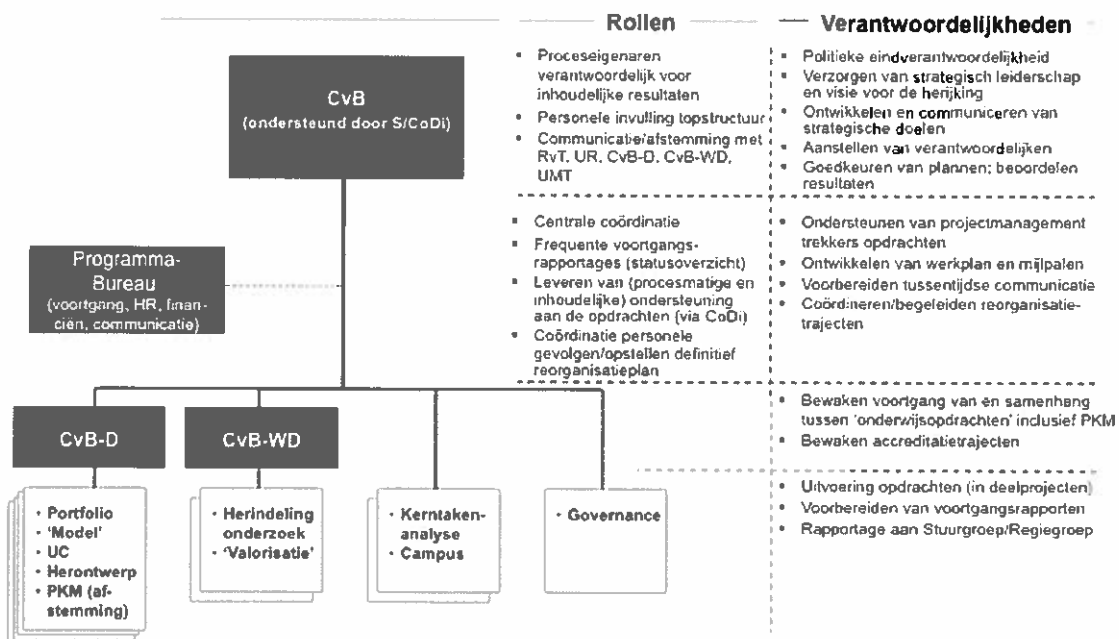 Rollen
Verantwoordelijkheden
CvB
(ondersteund door S/CoDi)
▪ Proceseigenaren
verantwoordelijk voor
inhoudelijke resultaten
▪ Personele invulling topstructuur
▪ Communicatie/afstemming met
RvT, UR, CvB-D, CvB-WD,
UMT
▪ Politieke eindverantwoordelijkheid
▪ Verzorgen van strategisch leiderschap
en visie voor de herijking
▪ Ontwikkelen en communiceren van
strategische doelen
▪ Aanstellen van verantwoordelijken
▪ Goedkeuren van plannen; beoordelen
resultaten
Programma-
Bureau
(voortgang, HR, finan-
ciën, communicatie)
▪ Centrale coördinatie
▪ Frequente voortgangs-
rapportages (statusoverzicht)
▪ Leveren van (procesmatige en
inhoudelijke) ondersteuning
aan de opdrachten (via CoDi)
▪ Coördinatie personele
gevolgen/opstellen definitief
reorganisatieplan
▪ Ondersteunen van projectmanagement
trekkers opdrachten
▪ Ontwikkelen van werkplan en mijlpalen
▪ Voorbereiden tussentijdse communicatie
▪ Coördineren/begeleiden reorganisatie-
trajecten
CvB-D
CvB-WD
▪ Bewaken voortgang van en samenhang
tussen 'onderwijsopdrachten' inclusief PKM
▪ Bewaken accreditatietrajecten
• Portfolio
• 'Model'
• UC
• Herontwerp
• PKM (af-
stemming)
• Herindeling
onderzoek
• 'Valorisatie'
• Kerntaken-
analyse
• Campus
• Governance
▪ Uitvoering opdrachten (in deelprojecten)
▪ Voorbereiden van voortgangsrapporten
▪ Rapportage aan Stuurgroep/Regiegroep